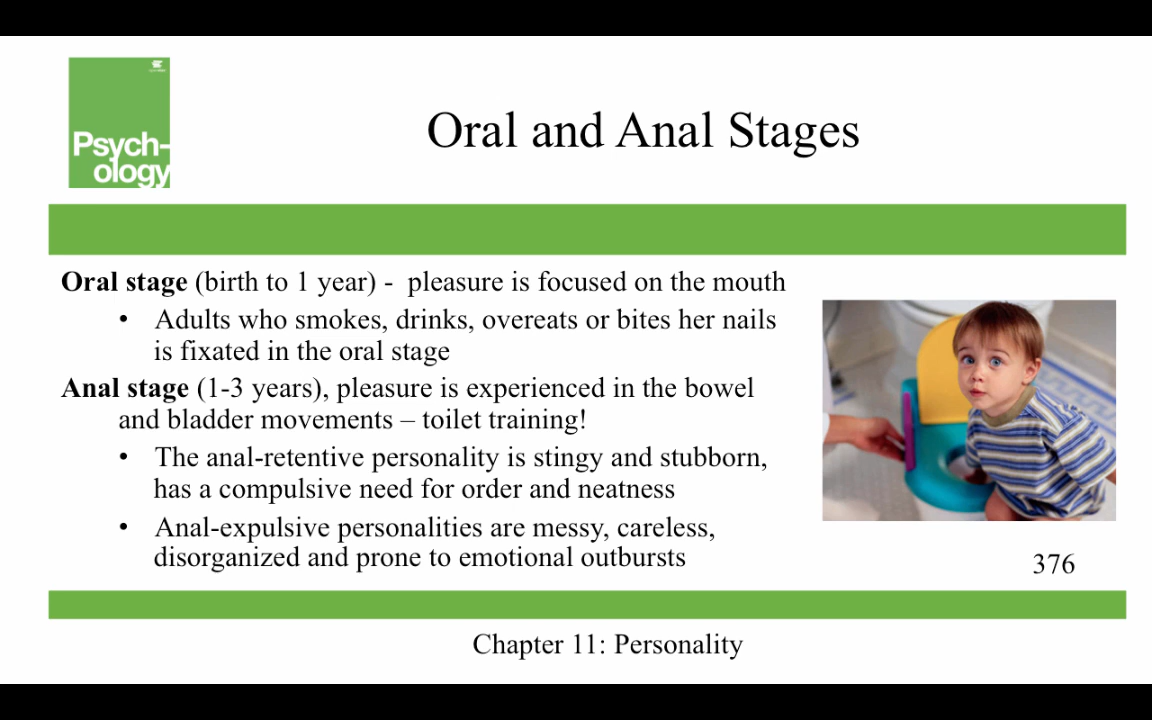 Psych-
ology
Oral and Anal Stages
Oral stage (birth to 1 year) -  pleasure is focused on the mouth
• Adults who smokes, drinks, overeats or bites her nails
is fixated in the oral stage
Anal stage (1-3 years), pleasure is experienced in the bowel
and bladder movements – toilet training!
• The anal-retentive personality is stingy and stubborn,
has a compulsive need for order and neatness
• Anal-expulsive personalities are messy, careless,
disorganized and prone to emotional outbursts
376
Chapter 11: Personality